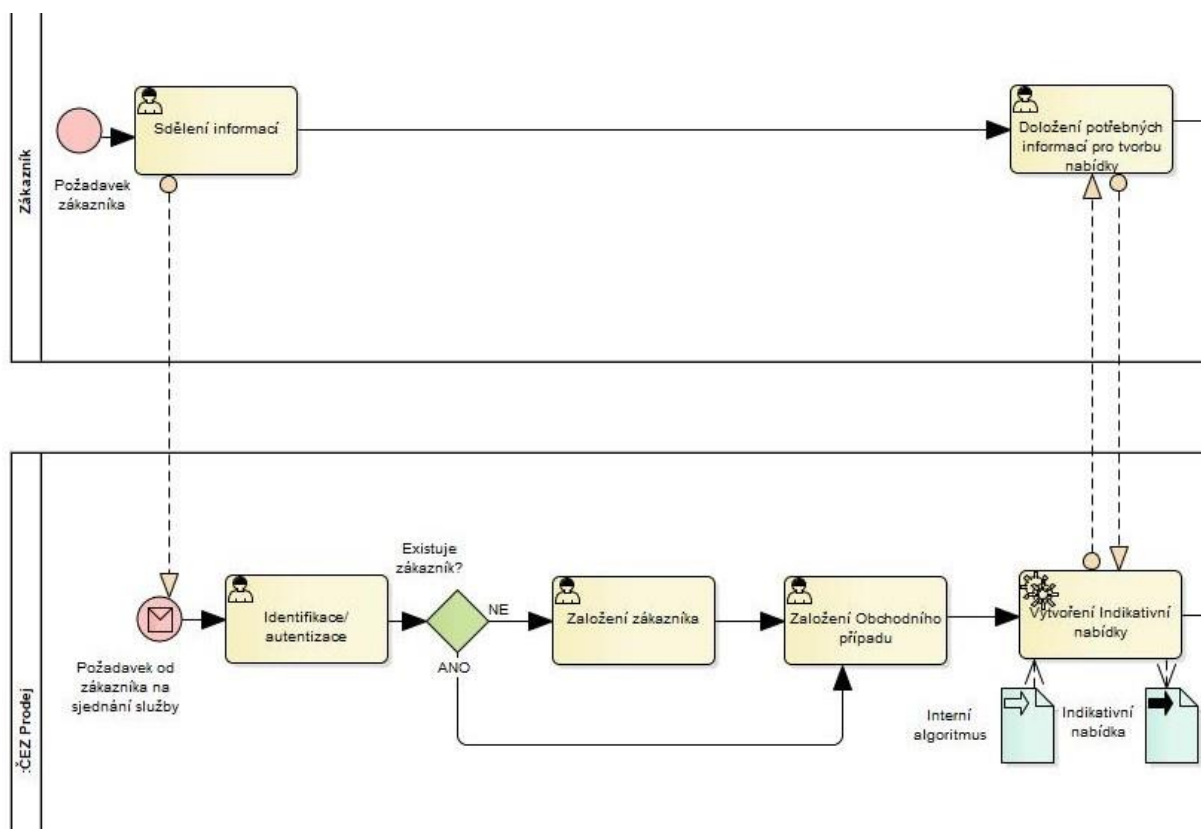 Zákazník
Sdělení informací
Požadavek
zákazníka
Doložení potřebných
informací pro tvorbu
nabídky
:ČEZ Prodej
Požadavek od
zákazníka na
sjednání služby
Identifikace/
autentizace
Existuje
zákazník?
NE
ANO
Založení zákazníka
Založení Obchodního
případu
Vytvoření Indikativní
nabídky
Interní
algoritmus
Indikativní
nabídka